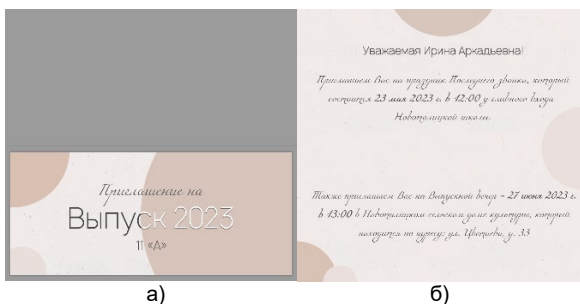 Приглашение на
Выпуск 2023
11 «А»
а)
Уважаемая Ирина Аркадьевна!
Приглашаем Вас на праздник Последнего звонка, который
состоится 23 мая 2023 г. в 12:00 у главного входа
Новотомицкой школы.
Также приглашаем Вас на Выпускной вечер – 27 июня 2023 г.
в 13:00 в Новотомицком сельском доме культуры, который
находится по адресу: ул. Цветаева, д. 33
б)